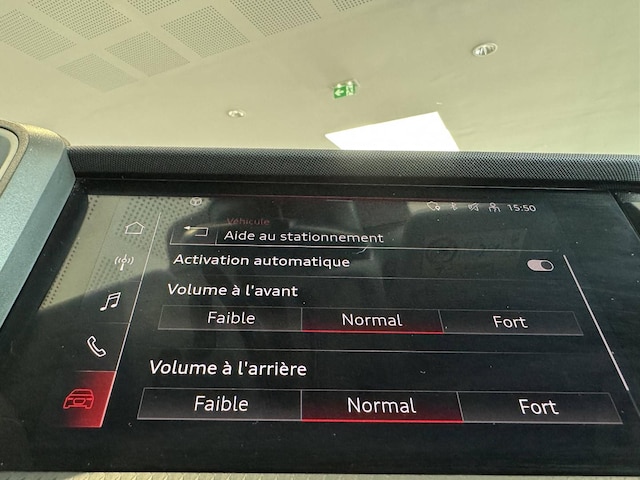 15:50
Véhicule
Aide au stationnement
Activation automatique
Volume à l'avant
Faible Normal Fort
Volume à l'arrière
Faible Normal Fort